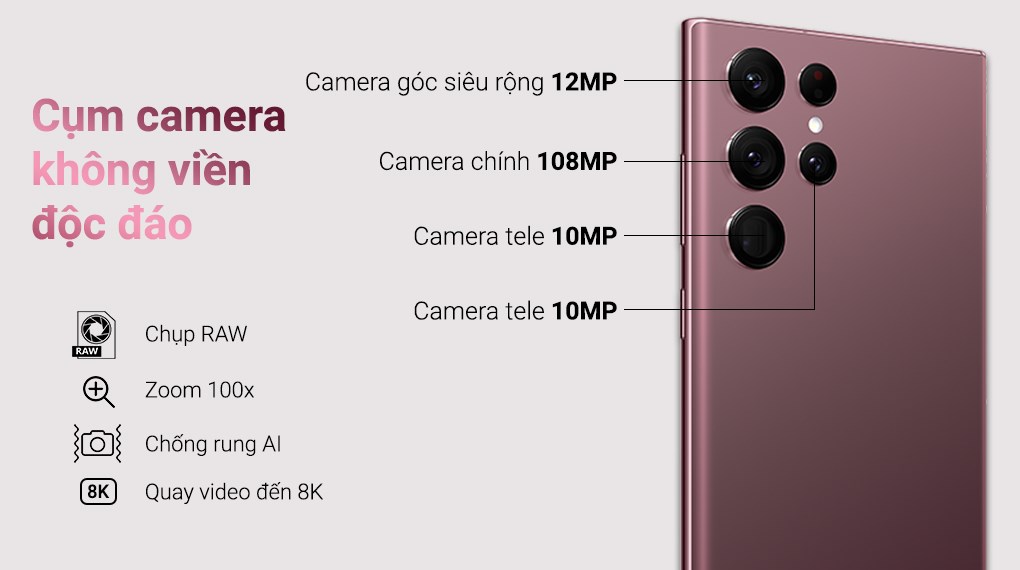 Cụm camera
không viền
độc đáo
Camera góc siêu rộng 12MP
Camera chính 108MP
Camera tele 10MP
Camera tele 10MP
RAW
Chụp RAW
Zoom 100x
Chống rung AI
8K
Quay video đến 8K